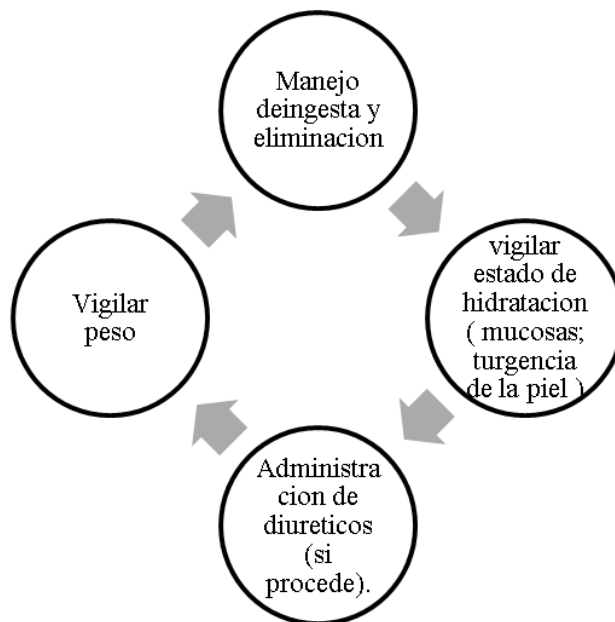 Manejo
deingesta y
eliminacion
vigilar
estado de
hidratacion
( mucosas;
turgencia
de la piel )
Administra
cion de
diureticos
(si
procede).
Vigilar
peso